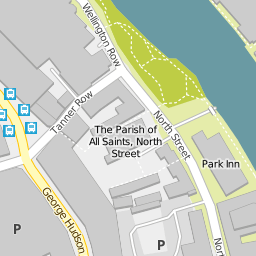 Wellington Row
Tanner Row
North Street
The Parish of
All Saints, North
Street
Park Inn
George Hudson
P
P
Nor